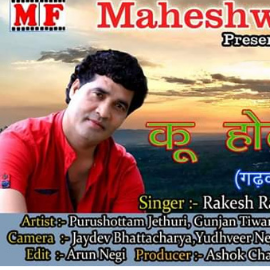 MF Maheshw
Presen
कू हो
(गढ़व
Singer :- Rakesh Ra
Artist :- Purushottam Jethuri, Gunjan Tiwar
Camera :- Jaydev Bhattacharya,Yudhveer Ne
Edit :- Arun Negi Producer :- Ashok Cha